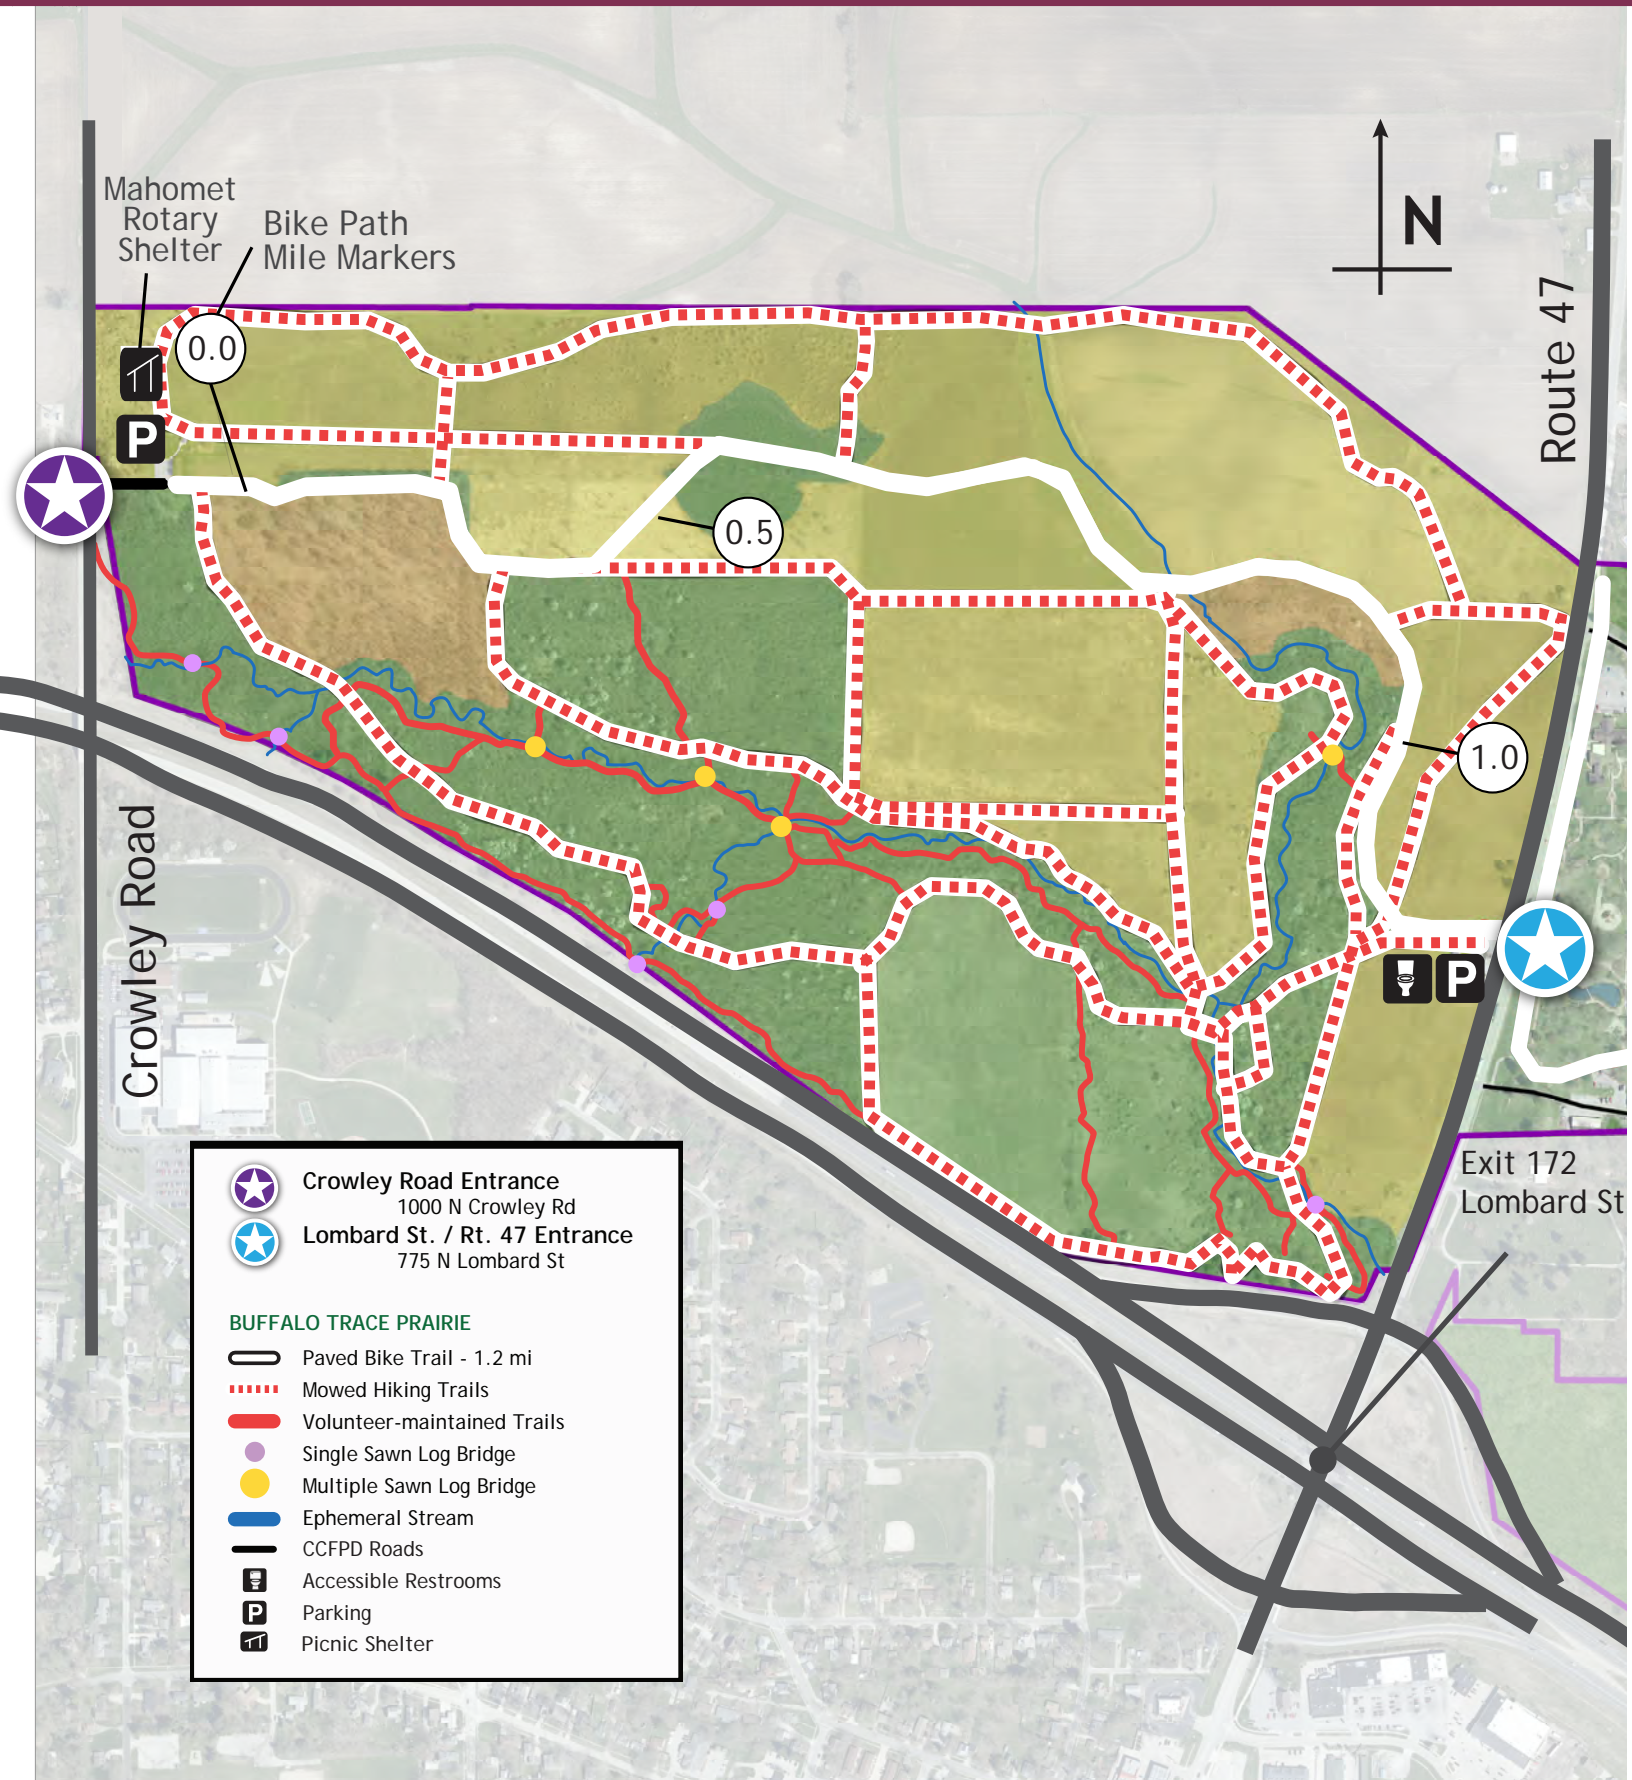 Mahomet
Rotary
Shelter
Bike Path
Mile Markers
N
Route 47
0.0
P
0.5
1.0
P
Crowley Road
Exit 172
Lombard St
Crowley Road Entrance
1000 N Crowley Rd
Lombard St. / Rt. 47 Entrance
775 N Lombard St
BUFFALO TRACE PRAIRIE
Paved Bike Trail - 1.2 mi
Mowed Hiking Trails
Volunteer-maintained Trails
Single Sawn Log Bridge
Multiple Sawn Log Bridge
Ephemeral Stream
CCFPD Roads
Accessible Restrooms
P Parking
Picnic Shelter